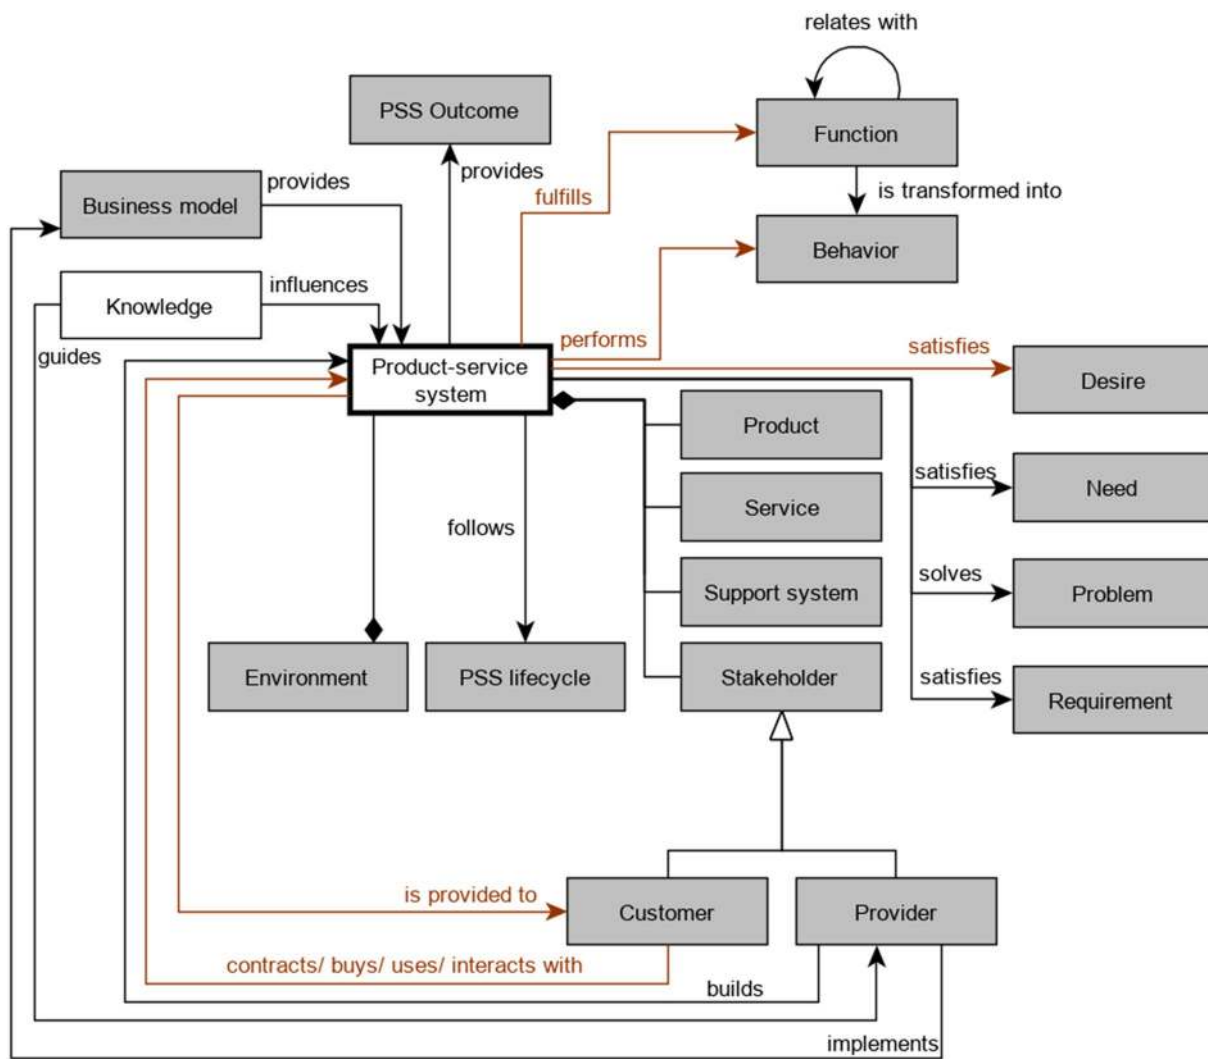 relates with
PSS Outcome
Function
provides
provides
fulfills
is transformed into
Business model
Behavior
influences
Knowledge
guides
performs
satisfies
Product-service
system
Desire
Product
satisfies
Need
Service
follows
solves
Problem
Support system
Environment
PSS lifecycle
Stakeholder
satisfies
Requirement
is provided to
Customer
Provider
contracts/ buys/ uses/ interacts with
builds
implements